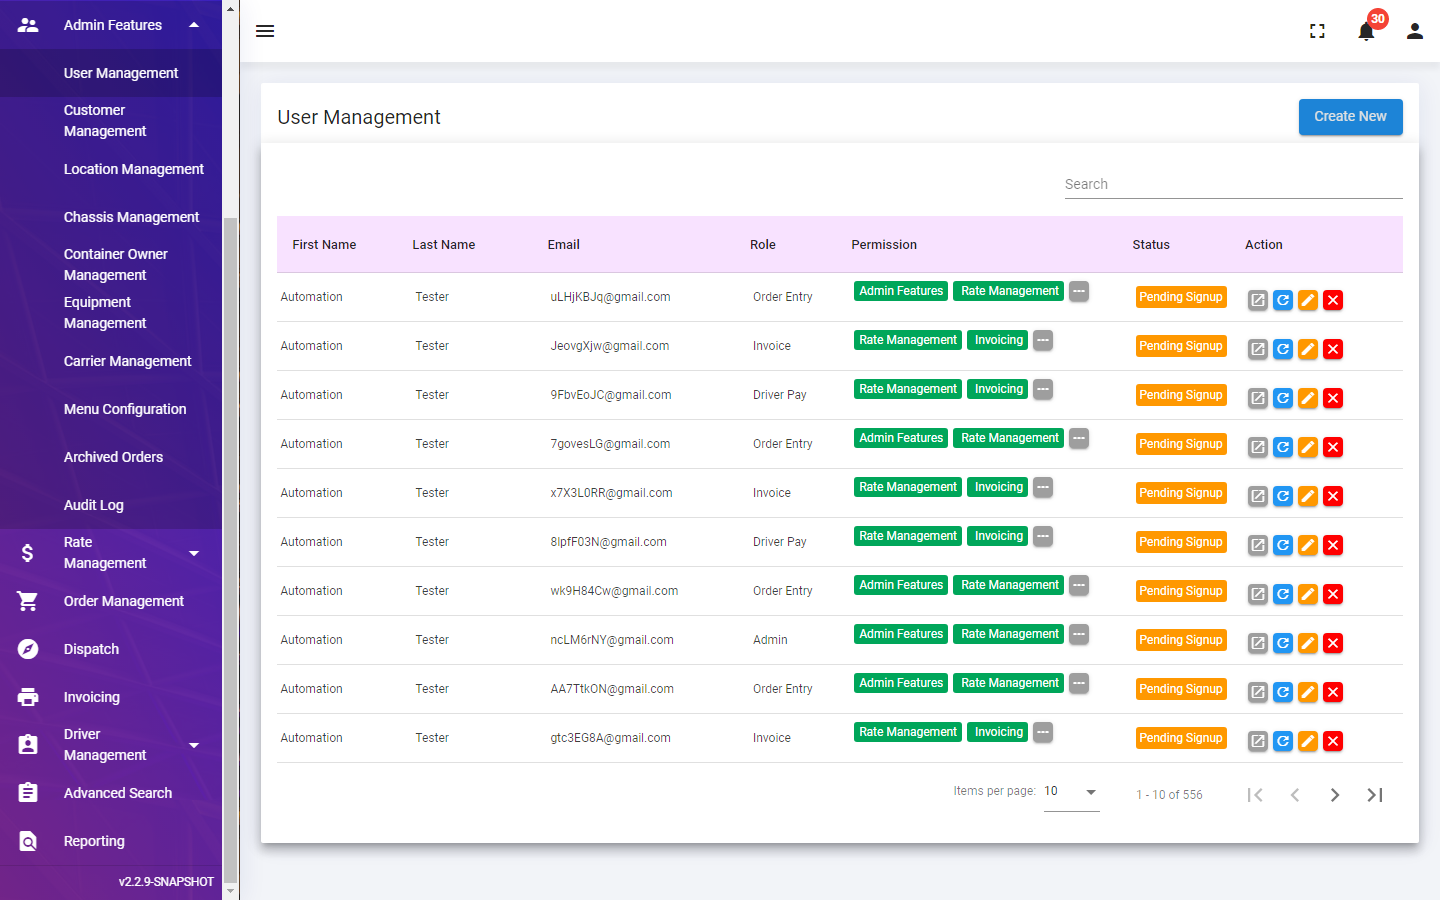 Admin Features
User Management
Customer
Management
Location Management
Chassis Management
Container Owner
Management
Equipment
Management
Carrier Management
Menu Configuration
Archived Orders
Audit Log
Rate
Management
Order Management
Dispatch
Invoicing
Driver
Management
Advanced Search
Reporting
v2.2.9-SNAPSHOT
30
User Management
Create New
Search
First Name Last Name Email Role Permission Status Action
Automation Tester uLHjKBJq@gmail.com Order Entry Admin Features Rate Management --- Pending Signup
Automation Tester JeovgXjw@gmail.com Invoice Rate Management Invoicing --- Pending Signup
Automation Tester 9FbvEoJC@gmail.com Driver Pay Rate Management Invoicing --- Pending Signup
Automation Tester 7govesLG@gmail.com Order Entry Admin Features Rate Management --- Pending Signup
Automation Tester x7X3L0RR@gmail.com Invoice Rate Management Invoicing --- Pending Signup
Automation Tester 8lpfF03N@gmail.com Driver Pay Rate Management Invoicing --- Pending Signup
Automation Tester wk9H84Cw@gmail.com Order Entry Admin Features Rate Management --- Pending Signup
Automation Tester ncLM6rNY@gmail.com Admin Admin Features Rate Management --- Pending Signup
Automation Tester AA7TtkON@gmail.com Order Entry Admin Features Rate Management --- Pending Signup
Automation Tester gtc3EG8A@gmail.com Invoice Rate Management Invoicing --- Pending Signup
Items per page: 10 1 - 10 of 556